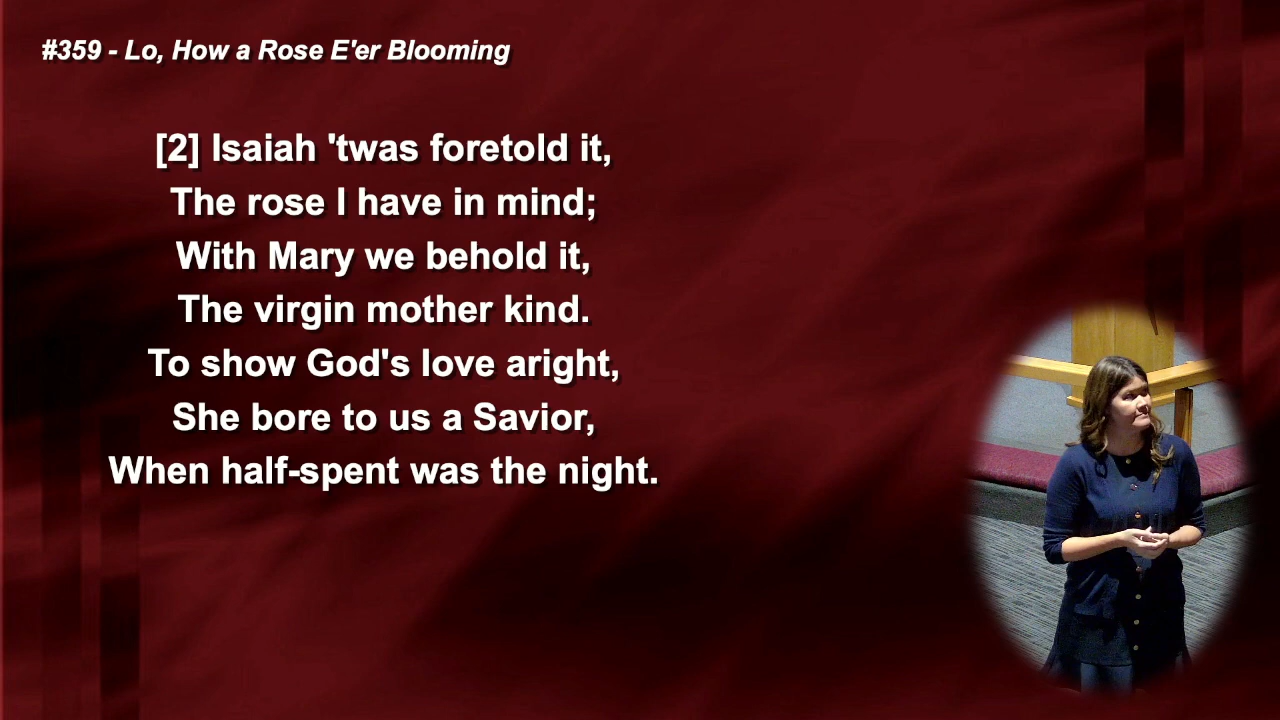 #359 - Lo, How a Rose E'er Blooming
[2] Isaiah 'twas foretold it,
The rose I have in mind;
With Mary we behold it,
The virgin mother kind.
To show God's love aright,
She bore to us a Savior,
When half-spent was the night.